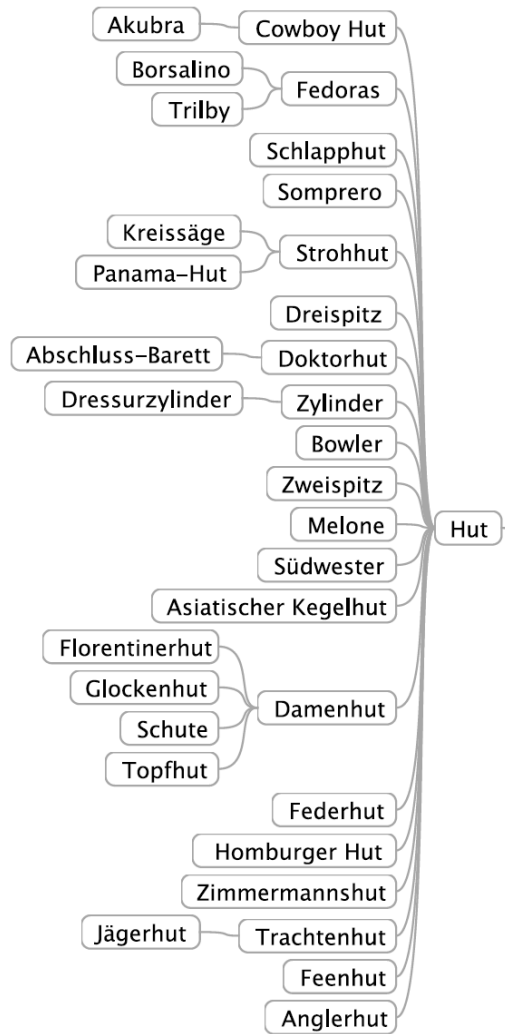 Akubra
Cowboy Hut
Borsalino
Fedoras
Trilby
Schlapphut
Somprero
Kreissäge
Strohhut
Panama-Hut
Dreispitz
Abschluss-Barett
Doktorhut
Dressurzylinder
Zylinder
Bowler
Zweispitz
Melone
Hut
Südwester
Asiatischer Kegelhut
Florentinerhut
Glockenhut
Damenhut
Schute
Topfhut
Federhut
Homburger Hut
Zimmermannshut
Jägerhut
Trachtenhut
Feenhut
Anglerhut